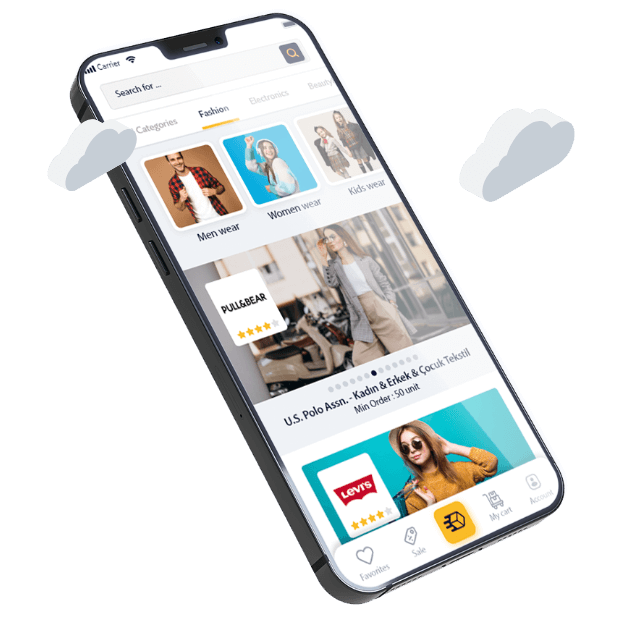 Carrier
Search for ...
Categories
Fashion
Electronics
Beauty
Men wear
Women wear
Kids wear
PULL&BEAR
U.S. Polo Assn. - Kadın & Erkek & Çocuk Tekstil
Min Order : 50 unit
LEVI'S
Favorites
Sale
My cart
Account